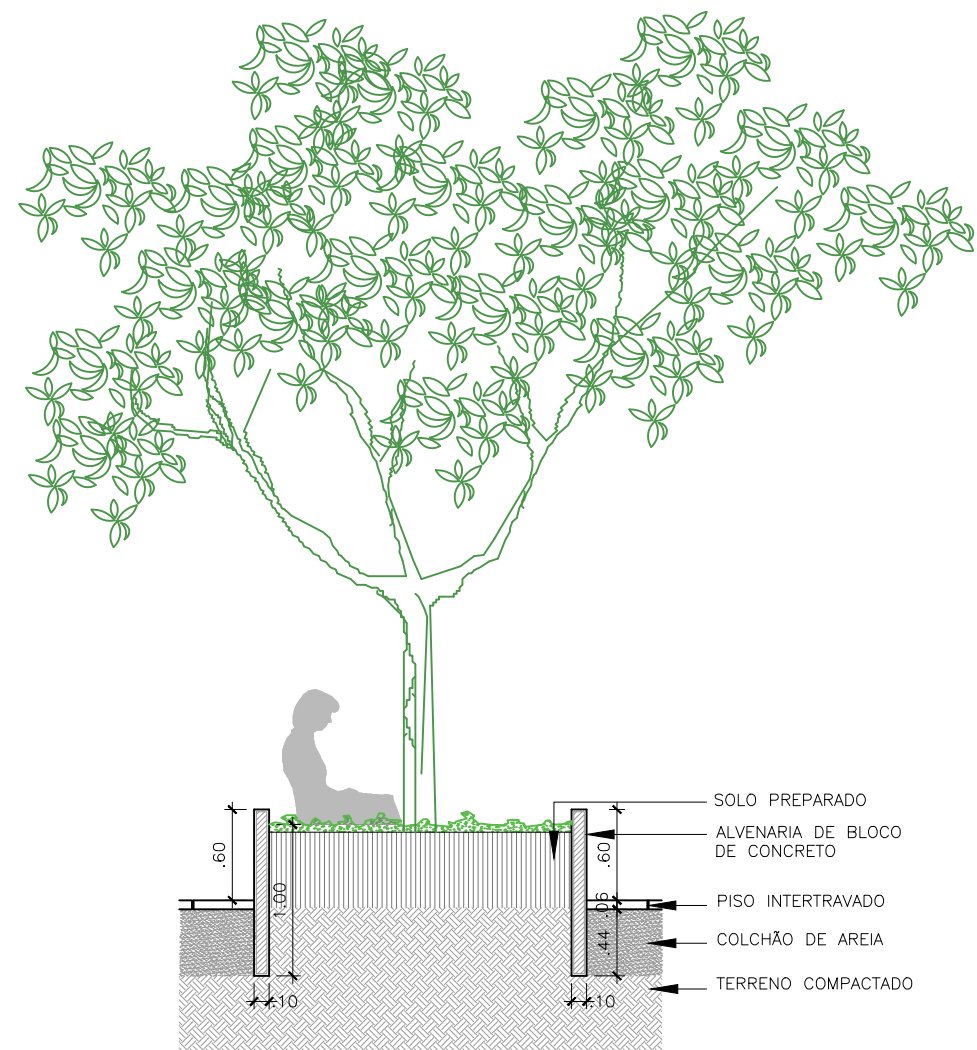 SOLO PREPARADO
ALVENARIA DE BLOCO
DE CONCRETO
.60
.60
1.00
.06
PISO INTERTRAVADO
.44
COLCHÃO DE AREIA
TERRENO COMPACTADO
.10
.10